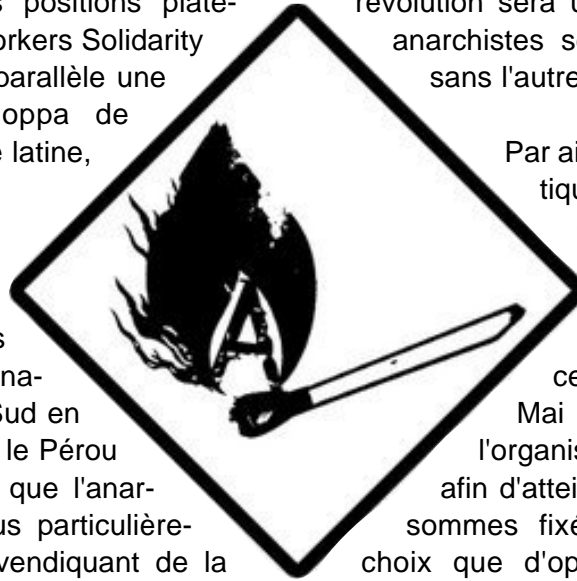 s positions plate-
orkers Solidarity
parallèle une
oppa de
latine,
s
na-
Sud en
le Pérou
que l'anar-
us particulière-
vendiquant de la
A
révolution sera u
anarchistes s
sans l'autre
Par ai
tiqu
ce
Mai
l'organis
afin d'attei
sommes fixé
choix que d'op